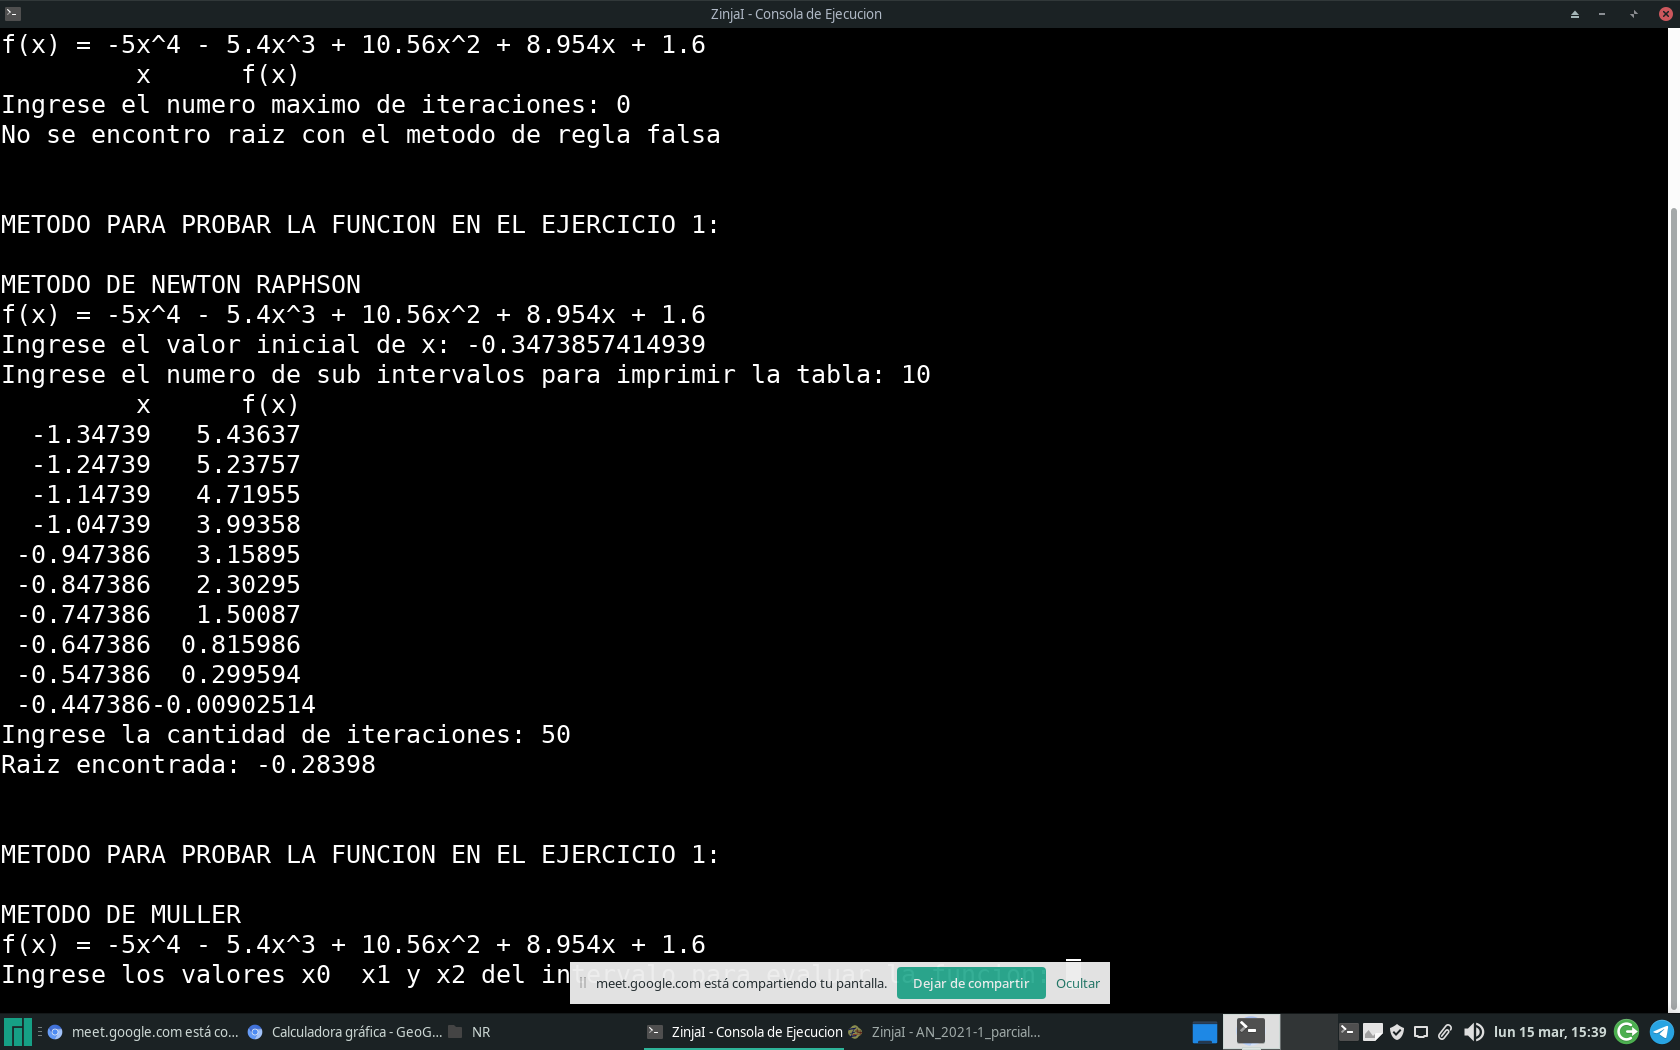 ZinjaI - Consola de Ejecucion
f(x) = -5x^4 - 5.4x^3 + 10.56x^2 + 8.954x + 1.6
x f(x)
Ingrese el numero maximo de iteraciones: 0
No se encontro raiz con el metodo de regla falsa
METODO PARA PROBAR LA FUNCION EN EL EJERCICIO 1:
METODO DE NEWTON RAPHSON
f(x) = -5x^4 - 5.4x^3 + 10.56x^2 + 8.954x + 1.6
Ingrese el valor inicial de x: -0.3473857414939
Ingrese el numero de sub intervalos para imprimir la tabla: 10
x f(x)
-1.34739 5.43637
-1.24739 5.23757
-1.14739 4.71955
-1.04739 3.99358
-0.947386 3.15895
-0.847386 2.30295
-0.747386 1.50087
-0.647386 0.815986
-0.547386 0.299594
-0.447386-0.00902514
Ingrese la cantidad de iteraciones: 50
Raiz encontrada: -0.28398
METODO PARA PROBAR LA FUNCION EN EL EJERCICIO 1:
METODO DE MULLER
f(x) = -5x^4 - 5.4x^3 + 10.56x^2 + 8.954x + 1.6
Ingrese los valores x0 x1 y x2 del intervalo para evaluar la funcion:
meet.google.com está compartiendo tu pantalla. Dejar de compartir Ocultar
meet.google.com está co... Calculadora gráfica - GeoG... NR ZinjaI - Consola de Ejecucion ZinjaI - AN_2021-1_parcial... lun 15 mar, 15:39